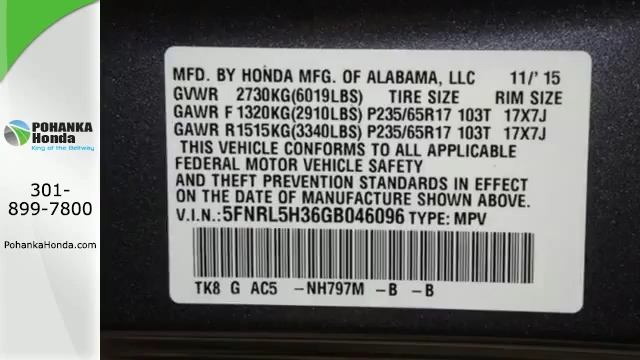 POHANKA
Honda
King of the Beltway
301-
899-7800
PohankaHonda.com
MFD. BY HONDA MFG. OF ALABAMA, LLC 11/'15
GVWR 2730KG(6019LBS) TIRE SIZE RIM SIZE
GAWR F1320KG(2910LBS) P235/65R17 103T 17X7J
GAWR R1515KG(3340LBS) P235/65R17 103T 17X7J
THIS VEHICLE CONFORMS TO ALL APPLICABLE
FEDERAL MOTOR VEHICLE SAFETY
AND THEFT PREVENTION STANDARDS IN EFFECT
ON THE DATE OF MANUFACTURE SHOWN ABOVE.
V.I.N.:5FNRL5H36GB046096 TYPE: MPV
TK8 G AC5 -NH797M -B -B